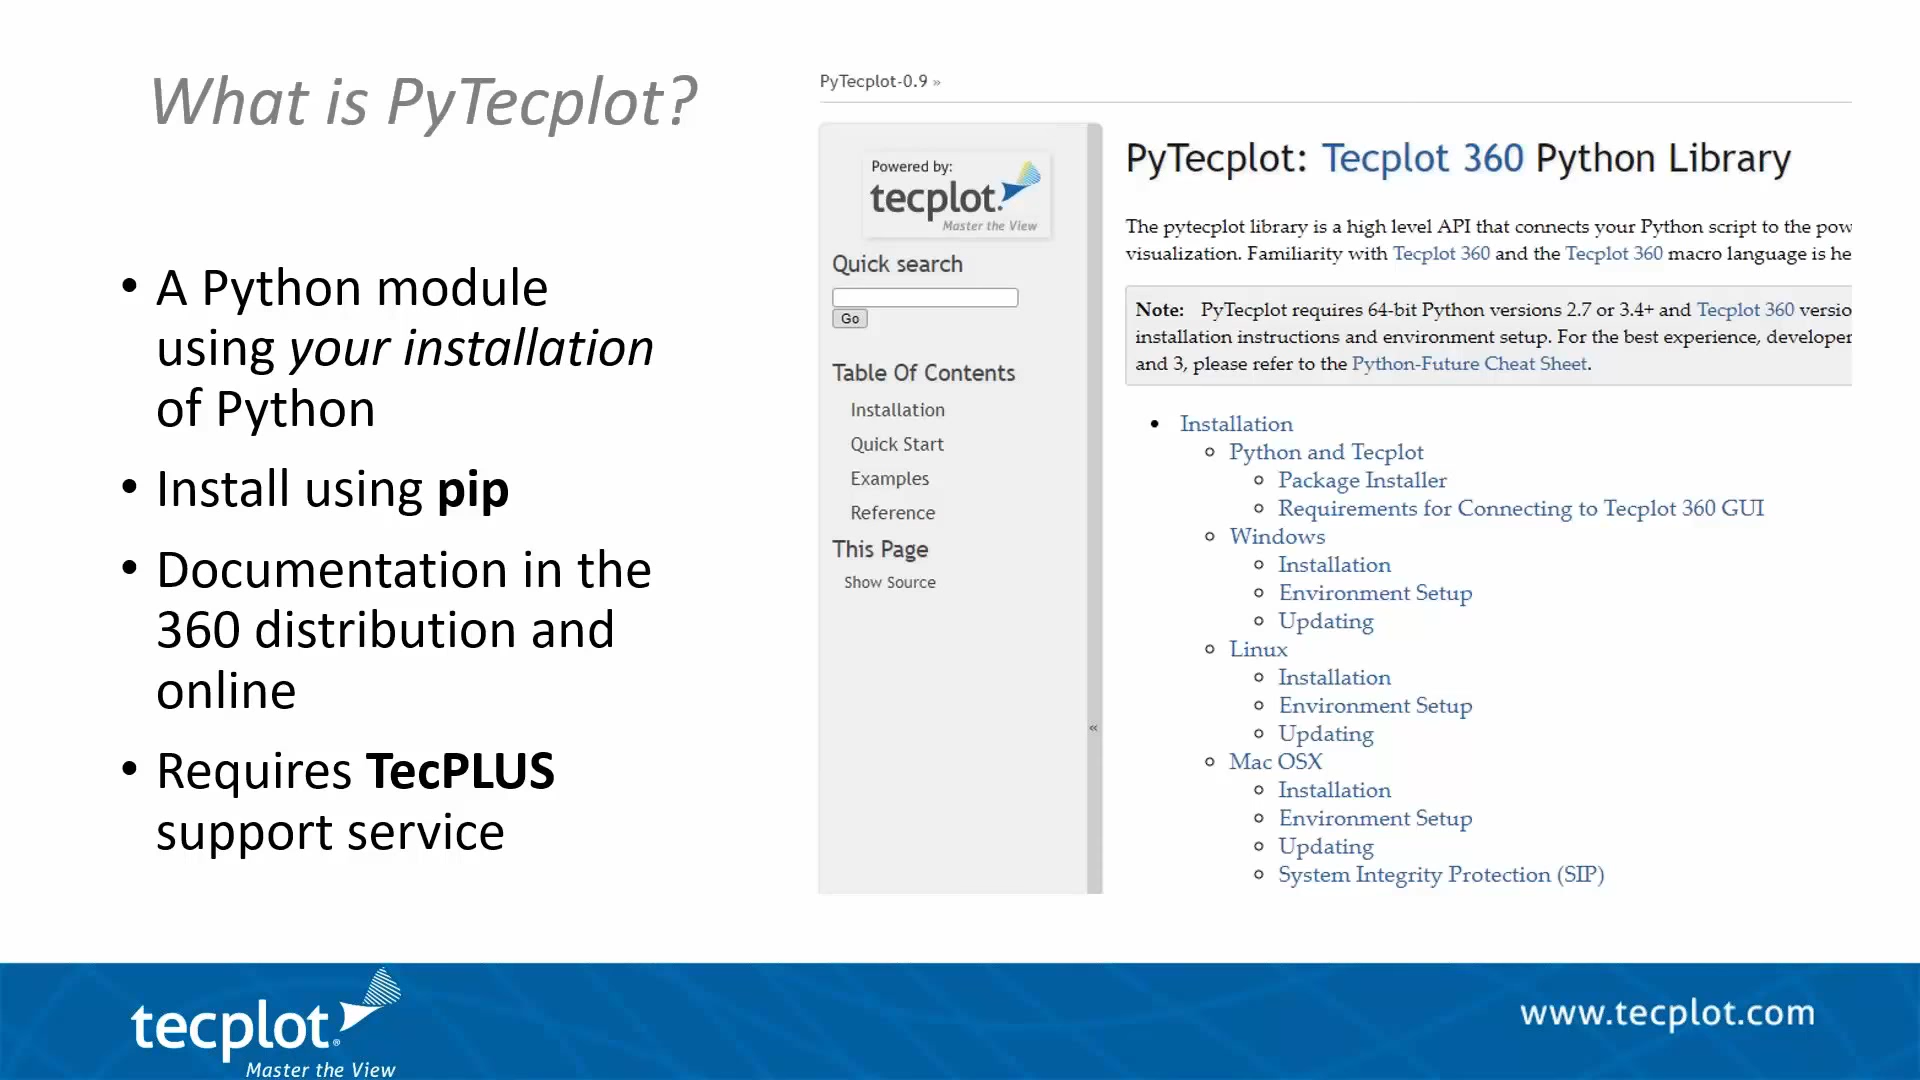 What is PyTecplot?
• A Python module
using your installation
of Python
• Install using pip
• Documentation in the
360 distribution and
online
• Requires TecPLUS
support service
PyTecplot-0.9 »
Powered by:
tecplot.
Master the View
Quick search
Go
Table Of Contents
Installation
Quick Start
Examples
Reference
This Page
Show Source
«
PyTecplot: Tecplot 360 Python Library
The pytecplot library is a high level API that connects your Python script to the pow
visualization. Familiarity with Tecplot 360 and the Tecplot 360 macro language is he
Note: PyTecplot requires 64-bit Python versions 2.7 or 3.4+ and Tecplot 360 versio
installation instructions and environment setup. For the best experience, developer
and 3, please refer to the Python-Future Cheat Sheet.
• Installation
◦ Python and Tecplot
◦ Package Installer
◦ Requirements for Connecting to Tecplot 360 GUI
◦ Windows
◦ Installation
◦ Environment Setup
◦ Updating
◦ Linux
◦ Installation
◦ Environment Setup
◦ Updating
◦ Mac OSX
◦ Installation
◦ Environment Setup
◦ Updating
◦ System Integrity Protection (SIP)
tecplot.®
Master the View
www.tecplot.com